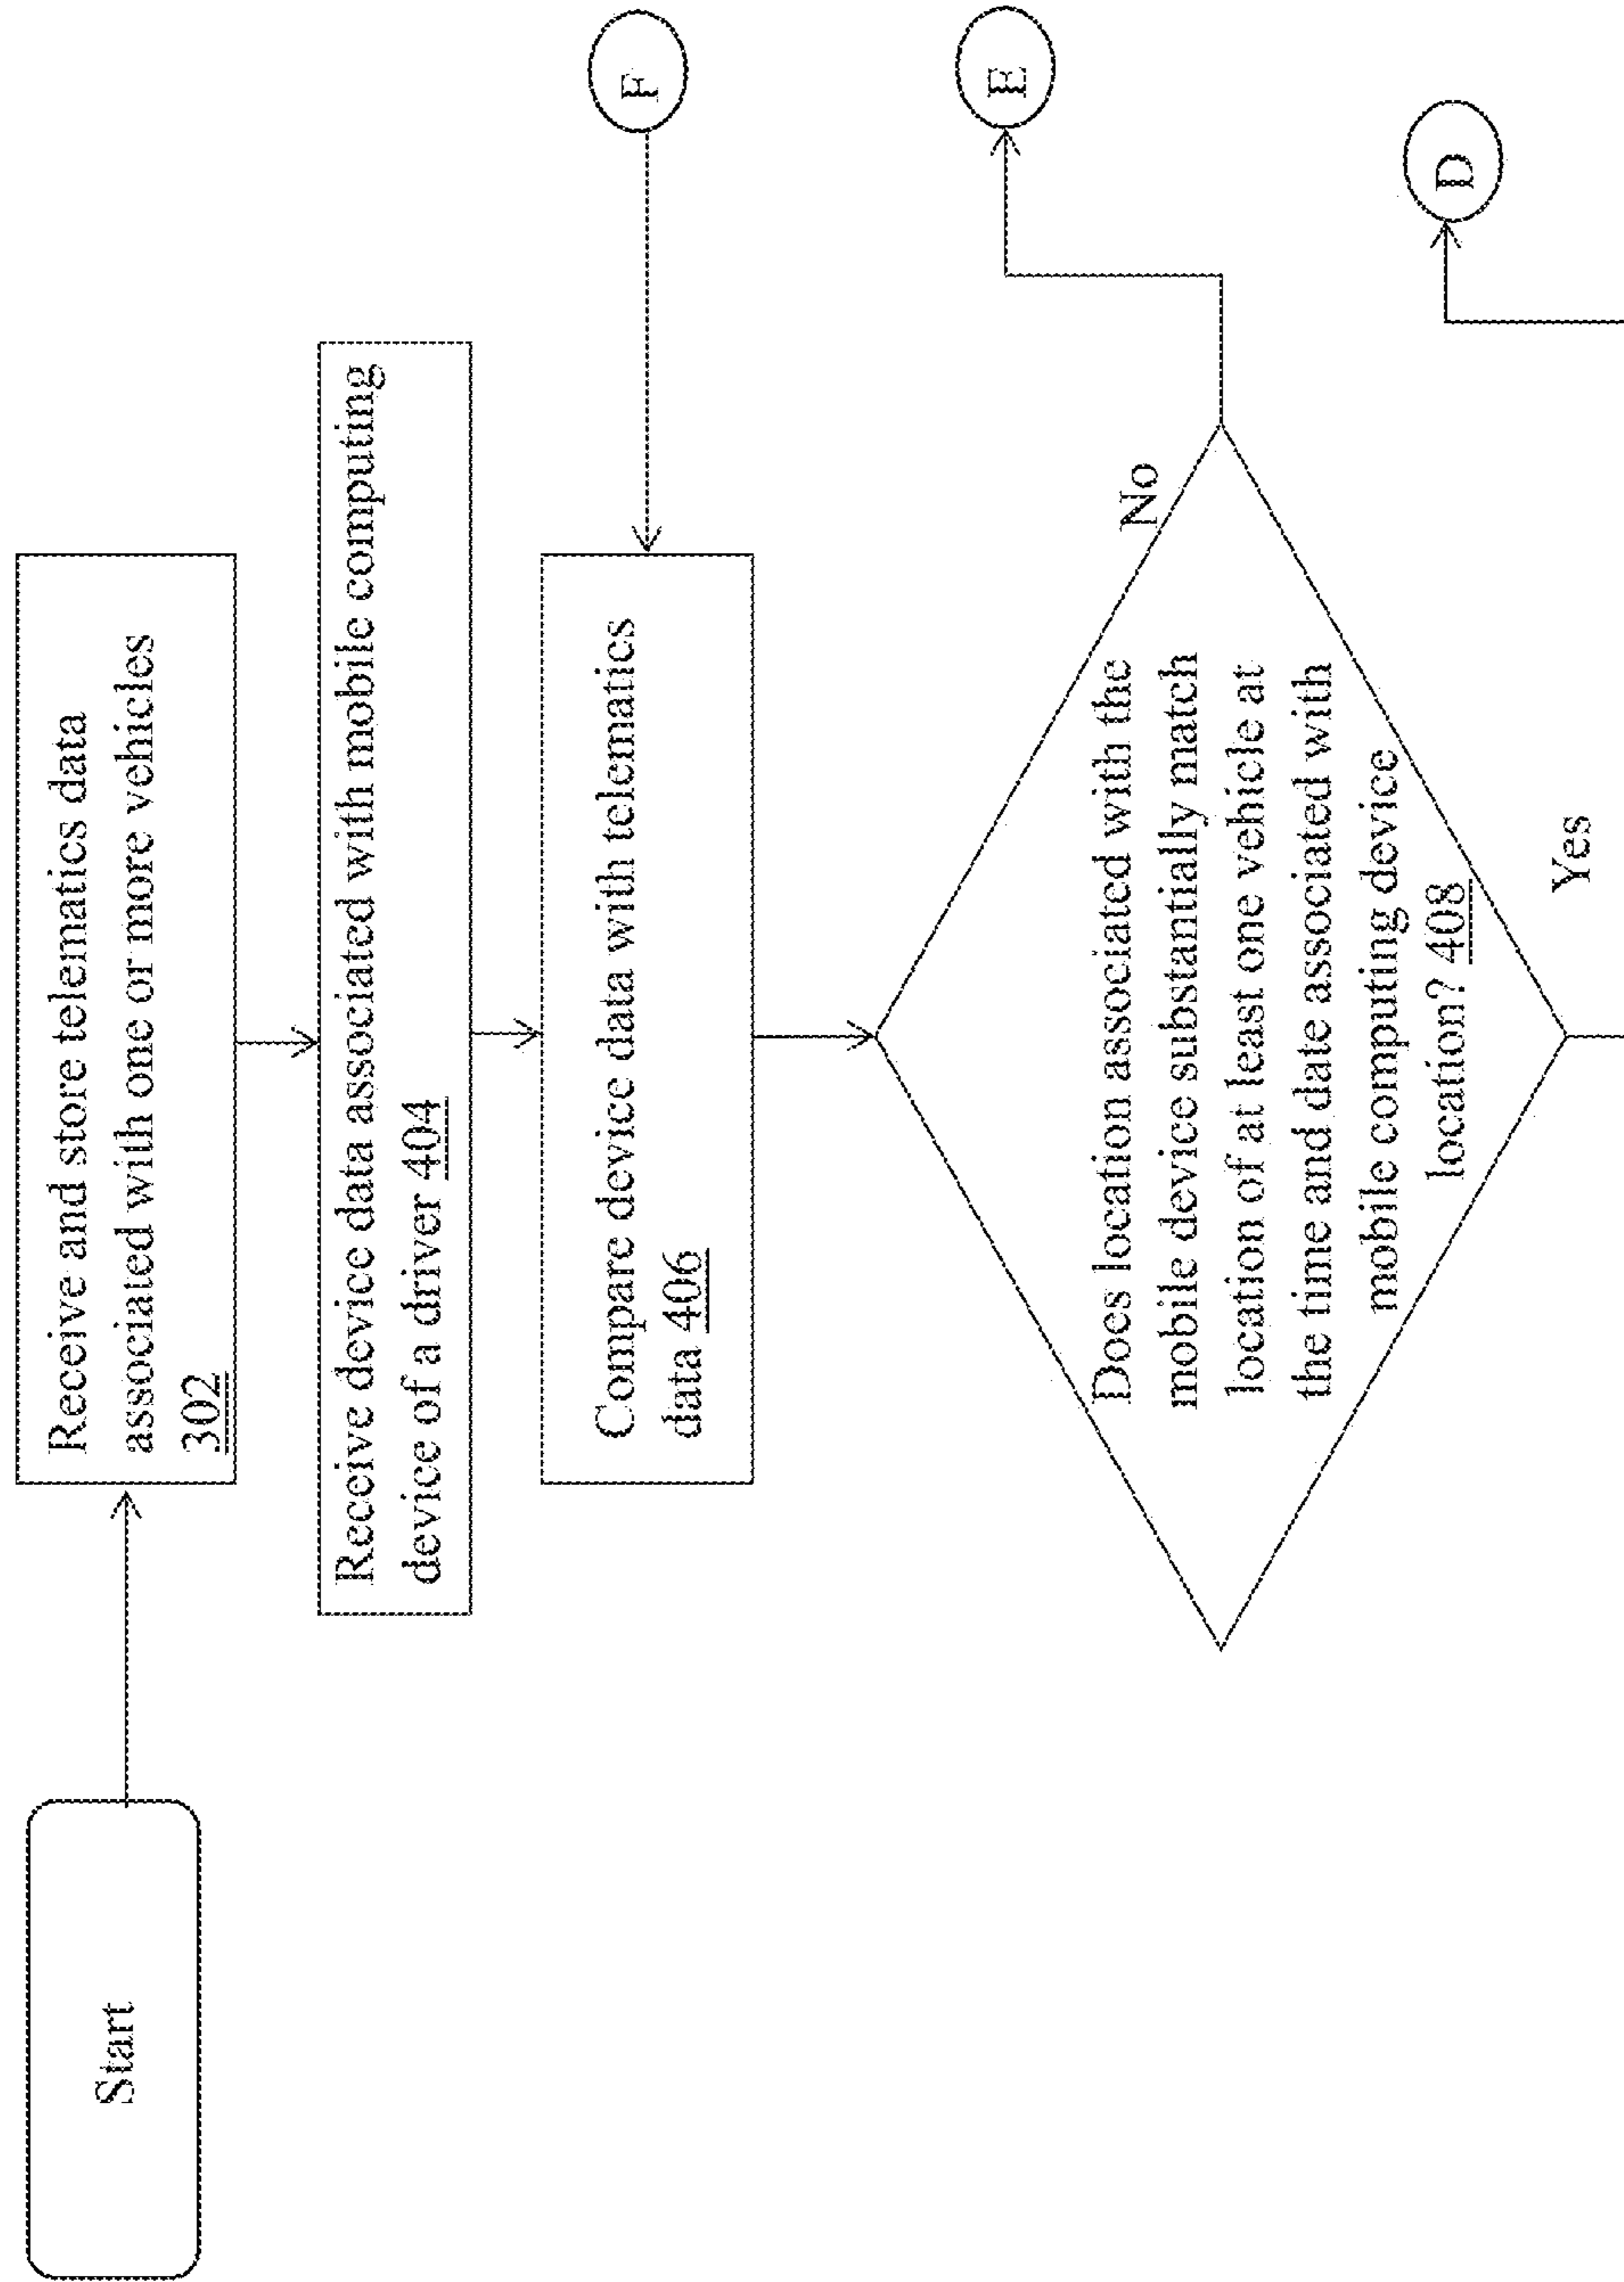 Start
Receive and store telematics data
associated with one or more vehicles
302
Receive device data associated with mobile computing
device of a driver 404
Compare device data with telematics
data 406
F
Does location associated with the
mobile device substantially match
location of at least one vehicle at
the time and date associated with
mobile computing device
location? 408
No
E
Yes
D